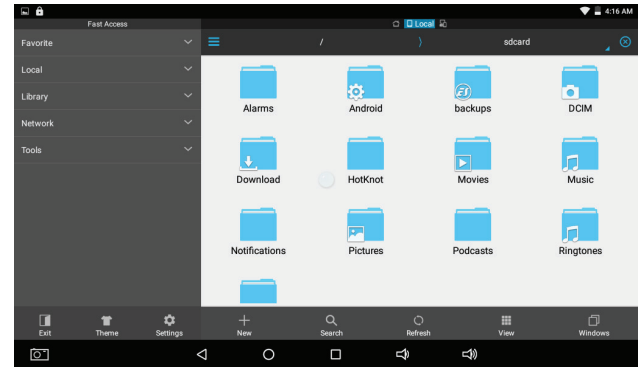 4:16 AM
Fast Access
Local
Favorite
/
sdcard
Local
Library
Network
Tools
Alarms
Android
backups
DCIM
Download
HotKnot
Movies
Music
Notifications
Pictures
Podcasts
Ringtones
Exit
Theme
Settings
New
Search
Refresh
View
Windows